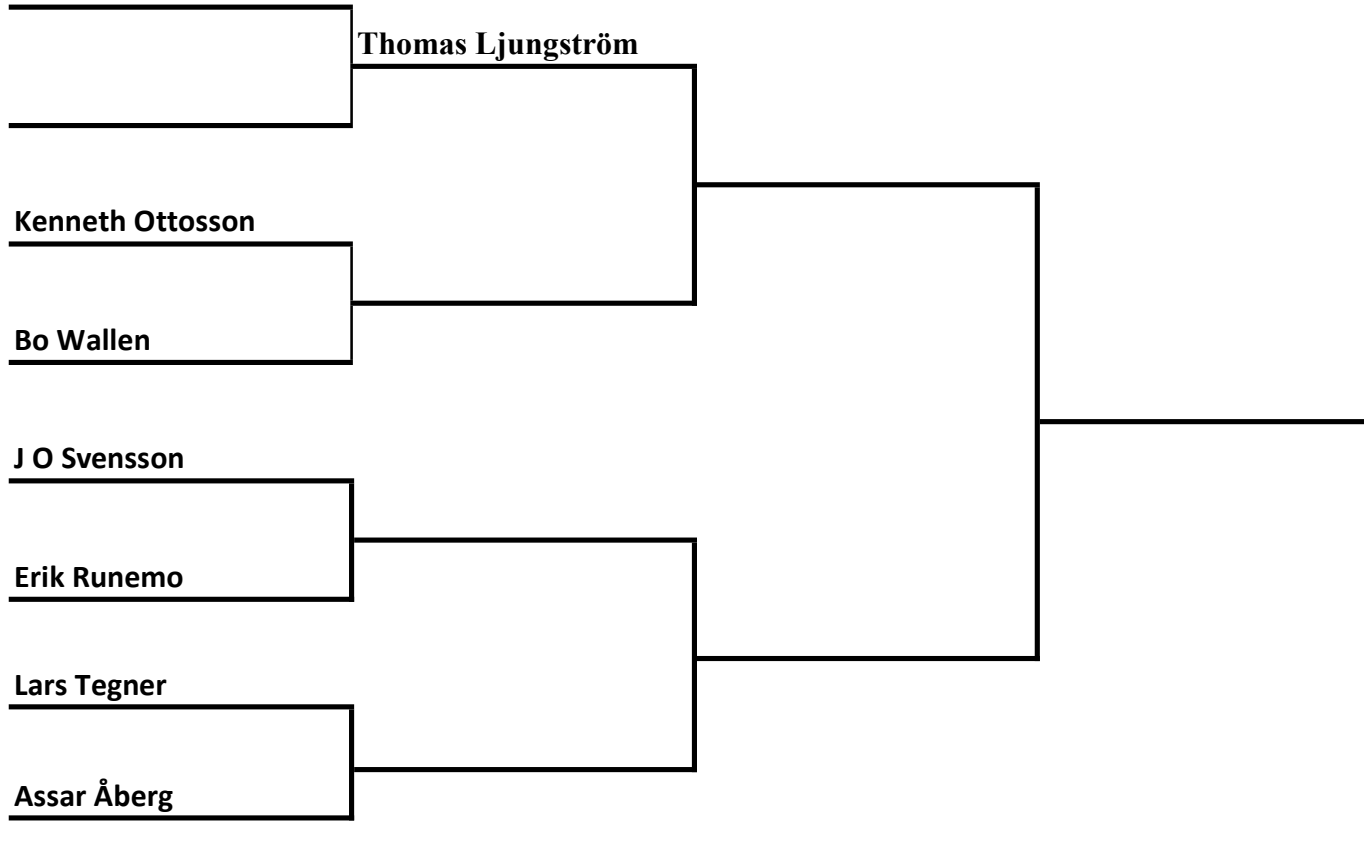 Thomas Ljungström
Kenneth Ottosson
Bo Wallen
J O Svensson
Erik Runemo
Lars Tegner
Assar Åberg